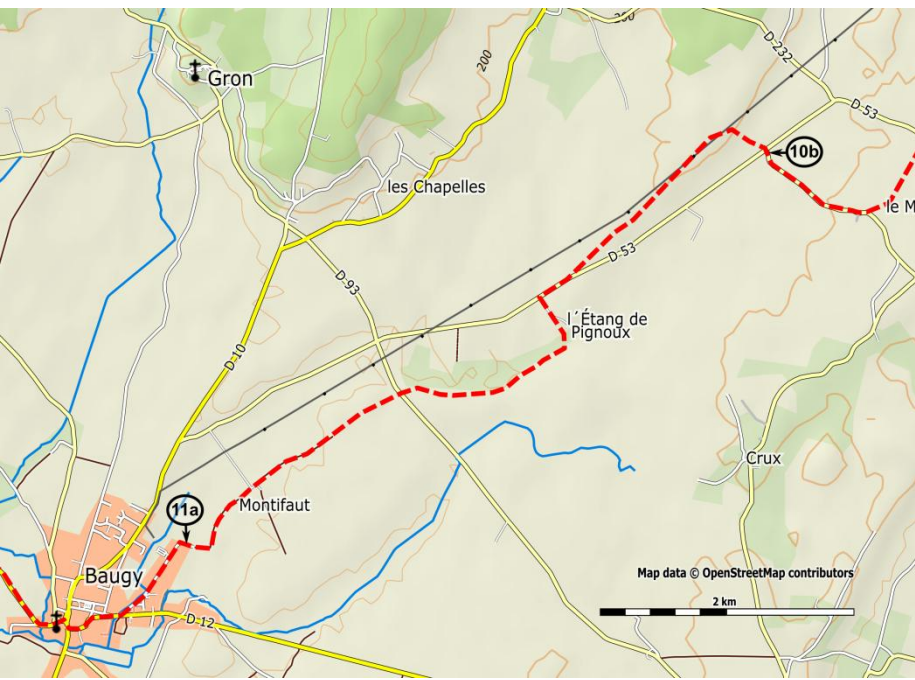 200
200
D-232
D-53
Gron
10b
les Chapelles
le M
D-93
D-53
l´Étang de
Pignoux
D-10
Crux
Montifaut
11a
Baugy
Map data © OpenStreetMap contributors
2 km
D-12